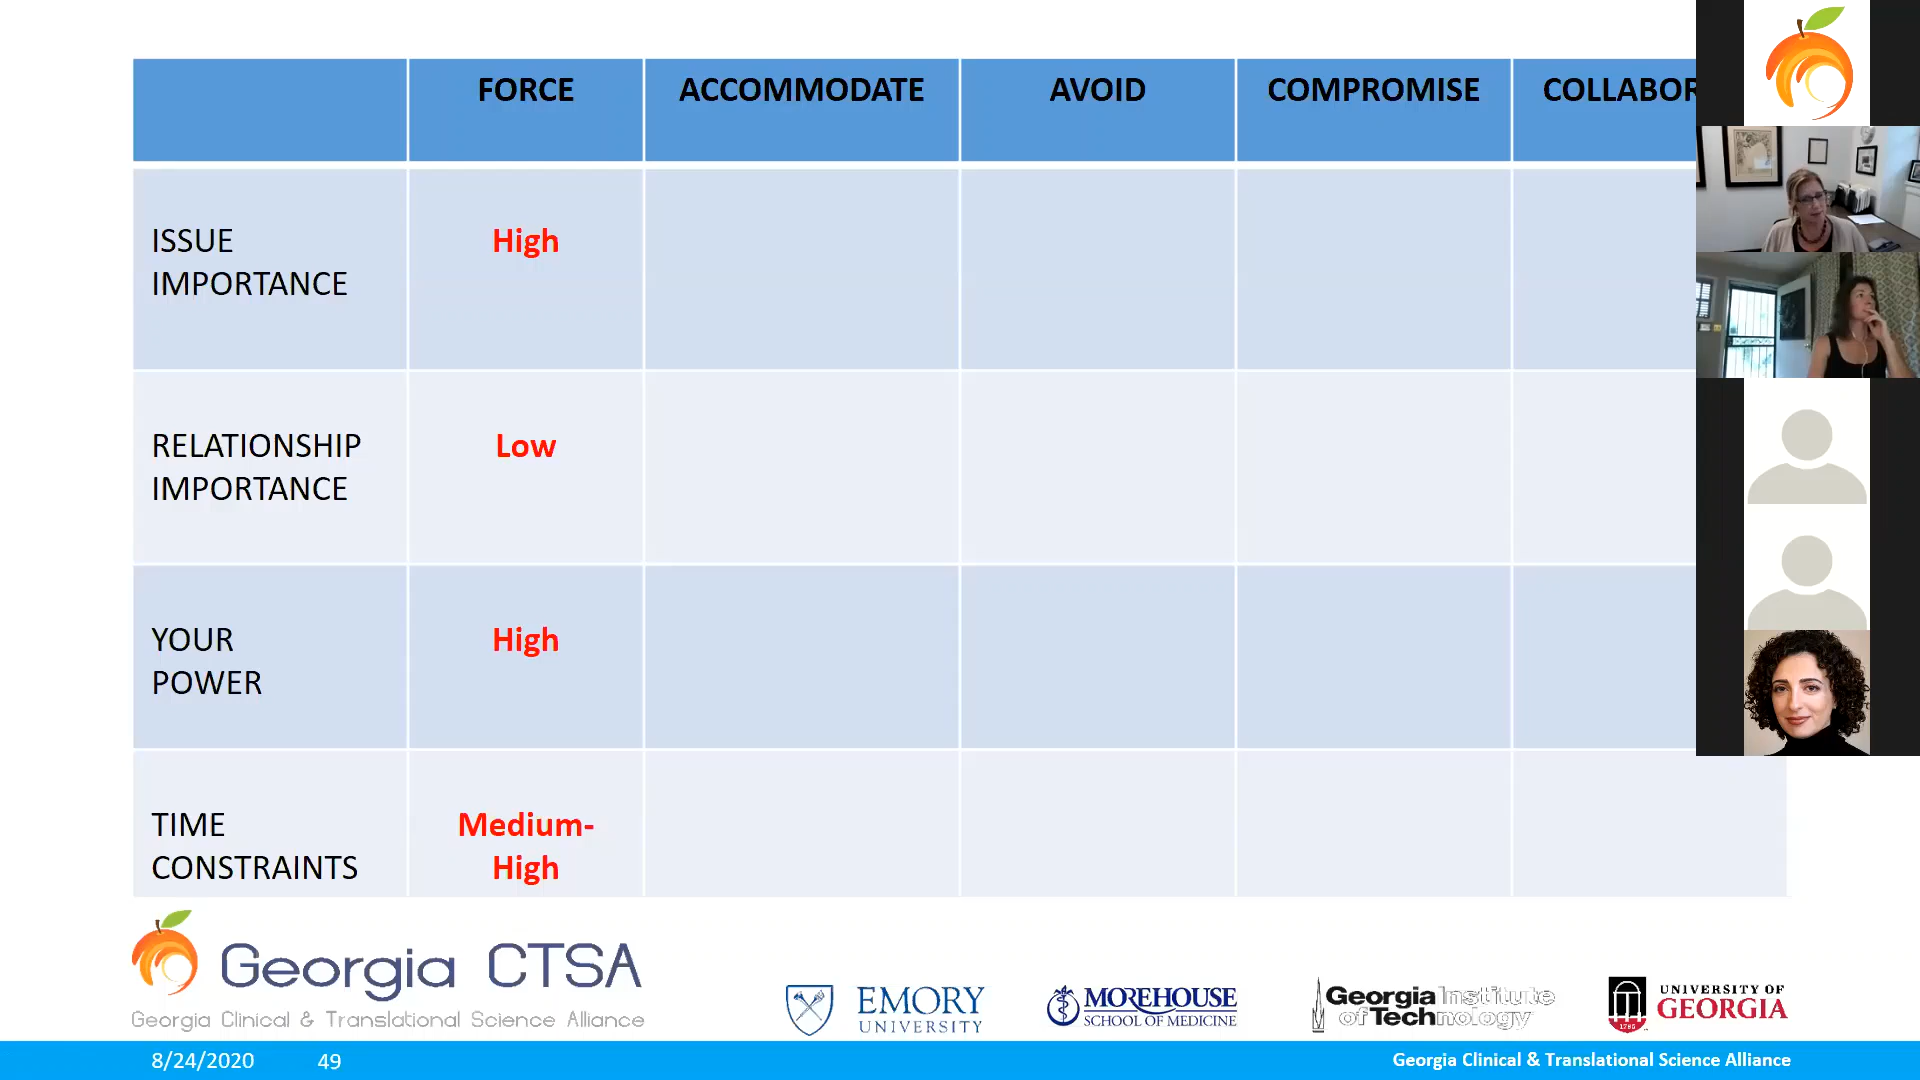 FORCE
ACCOMMODATE
AVOID
COMPROMISE
COLLABOR
ISSUE
IMPORTANCE
High
RELATIONSHIP
IMPORTANCE
Low
YOUR
POWER
High
TIME
CONSTRAINTS
Medium-
High
Georgia CTSA
Georgia Clinical & Translational Science Alliance
EMORY
UNIVERSITY
MOREHOUSE
SCHOOL OF MEDICINE
Georgia Institute
of Technology
1785
UNIVERSITY OF
GEORGIA
8/24/2020
49
Georgia Clinical & Translational Science Alliance